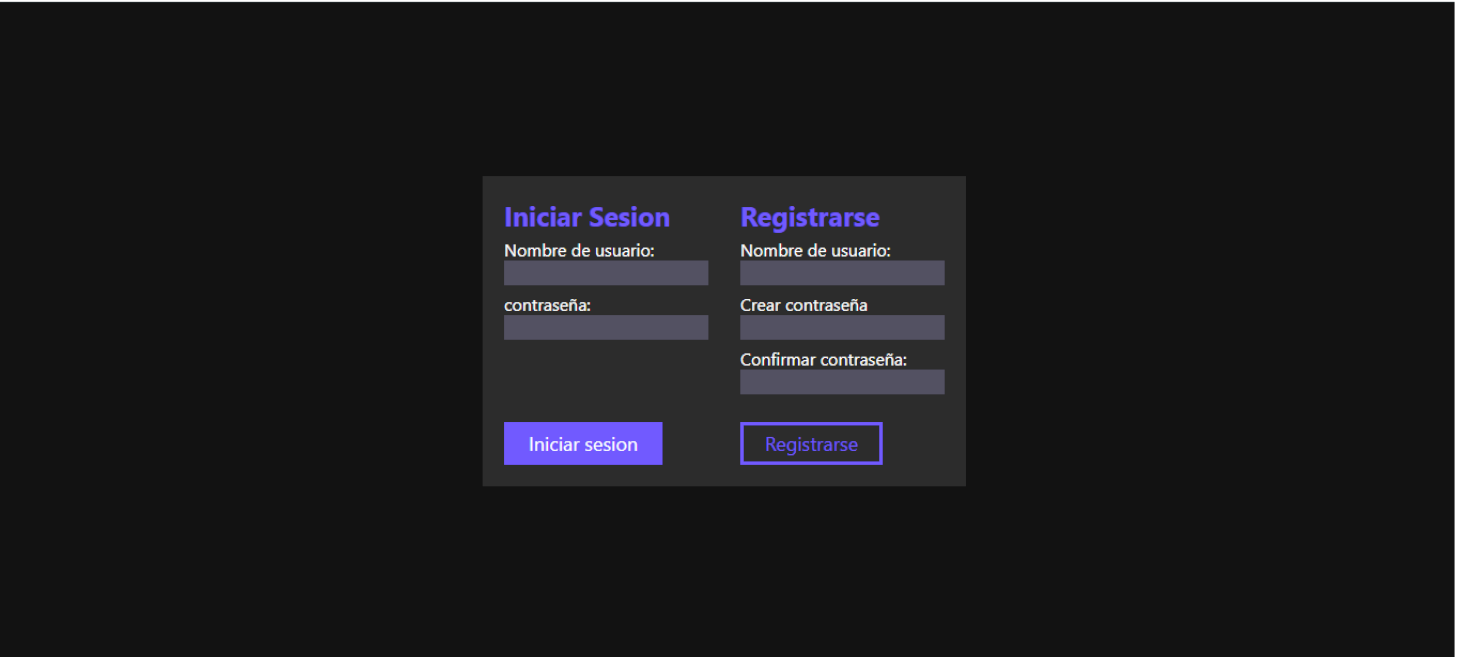 Iniciar Sesion
Nombre de usuario:
contraseña:
Iniciar sesion
Registrarse
Nombre de usuario:
Crear contraseña
Confirmar contraseña:
Registrarse